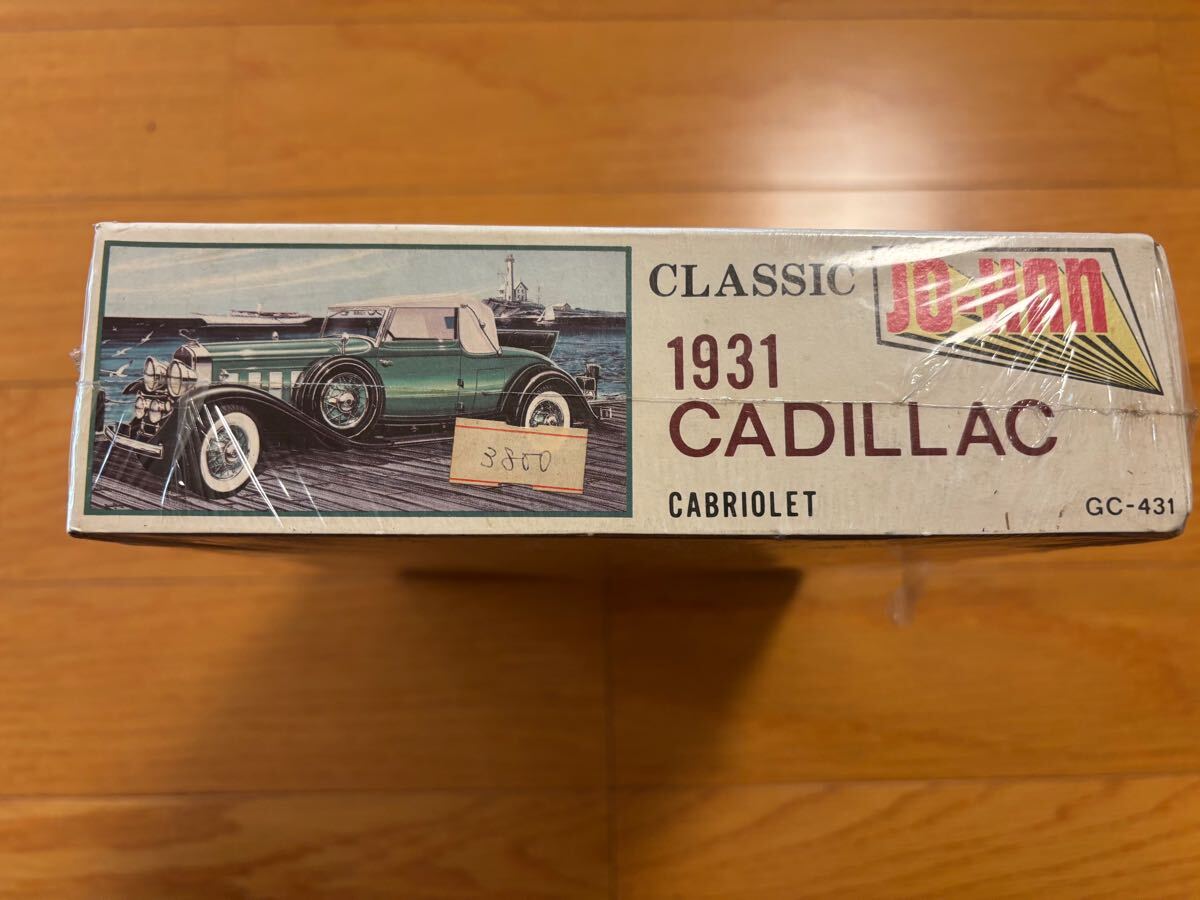 CLASSIC
JO-HAN
1931
CADILLAC
CABRIOLET
GC-431
3800